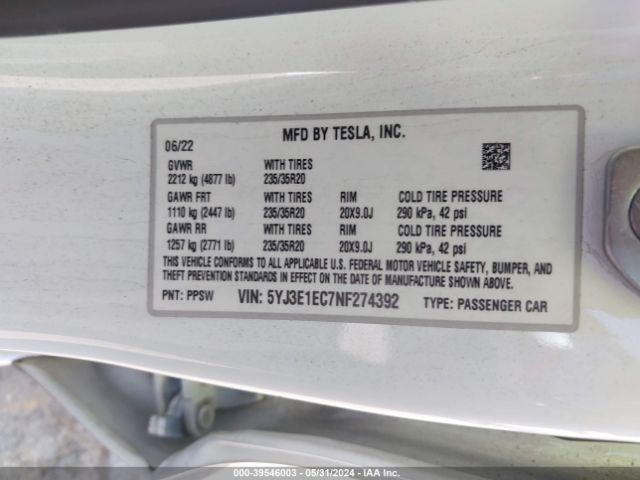 MFD BY TESLA, INC.
06/22
GVWR WITH TIRES
2212 kg (4877 lb) 235/35R20
GAWR FRT WITH TIRES RIM COLD TIRE PRESSURE
1110 kg (2447 lb) 235/35R20 20X9.0J 290 kPa, 42 psi
GAWR RR WITH TIRES RIM COLD TIRE PRESSURE
1257 kg (2771 lb) 235/35R20 20X9.0J 290 kPa, 42 psi
THIS VEHICLE CONFORMS TO ALL APPLICABLE U.S. FEDERAL MOTOR VEHICLE SAFETY, BUMPER, AND
THEFT PREVENTION STANDARDS IN EFFECT ON THE DATE OF MANUFACTURE SHOWN ABOVE.
PNT: PPSW VIN: 5YJ3E1EC7NF274392 TYPE: PASSENGER CAR
000-39546003 — 05/31/2024 — IAA Inc.